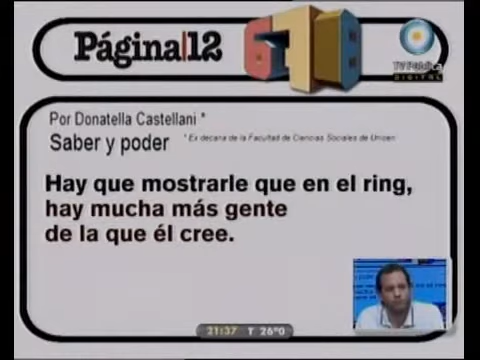 Página|12
678
TV Pública
DIGITAL
Por Donatella Castellani *
Saber y poder
* Ex decana de la Facultad de Ciencias Sociales de Unicen
Hay que mostrarle que en el ring,
hay mucha más gente
de la que él cree.
21:37 T 26°0